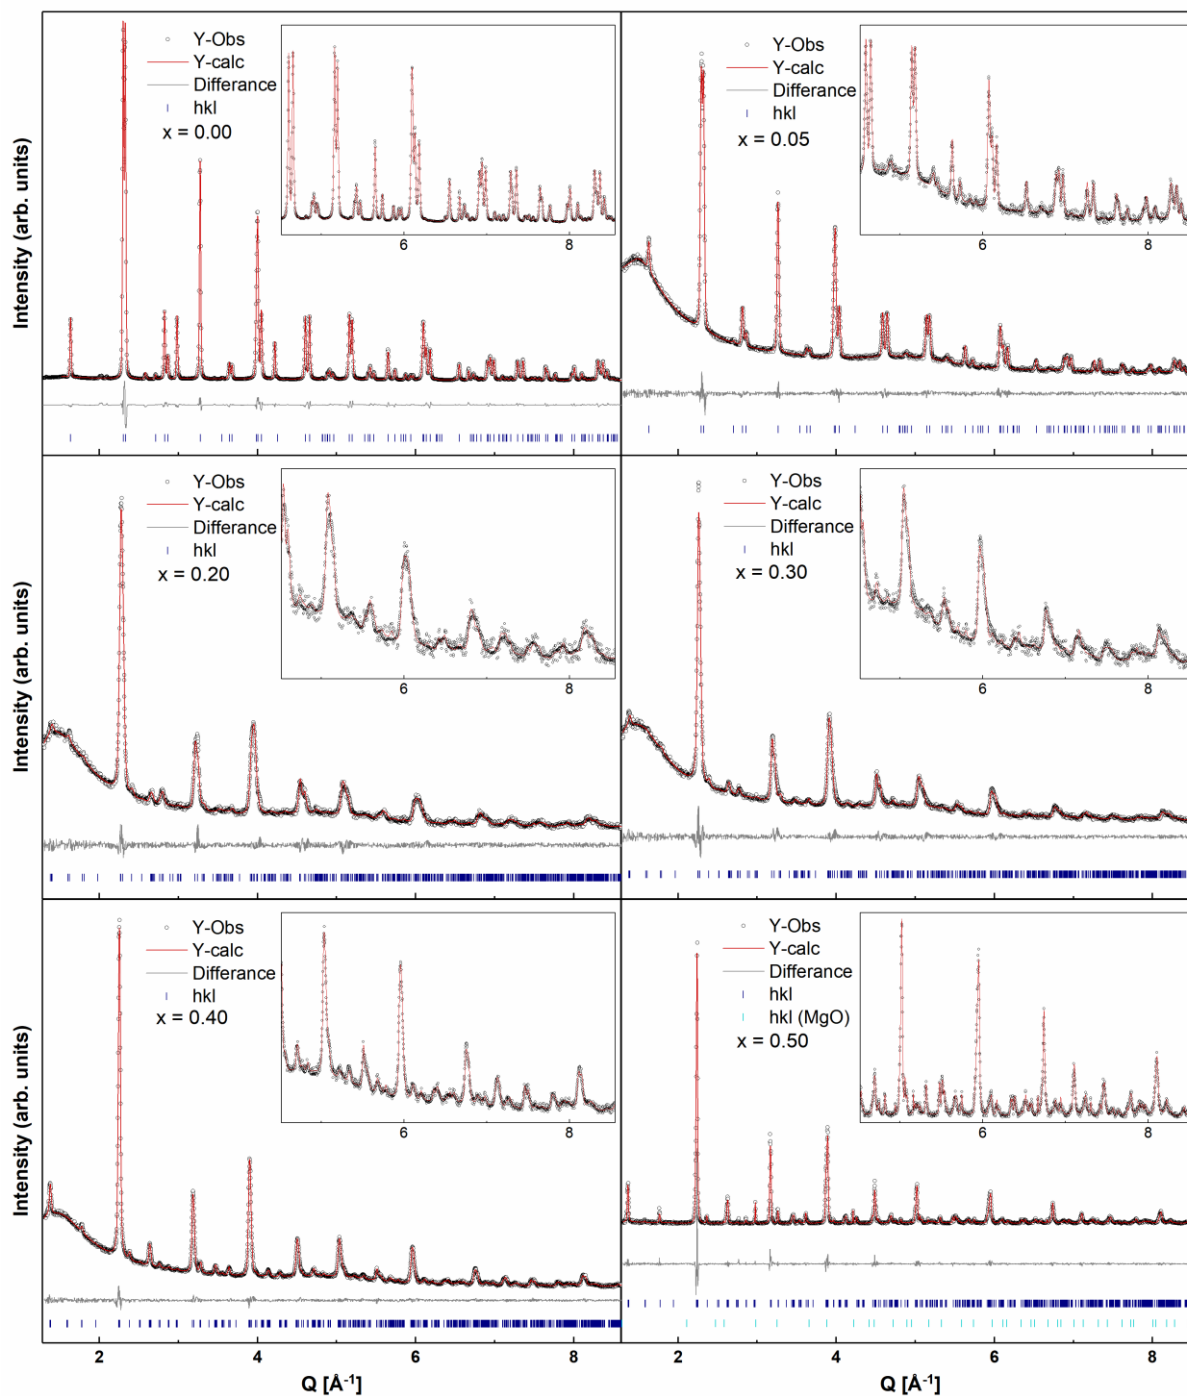 Intensity (arb. units)
Y-Obs
Y-calc
Differance
hkl
x = 0.00
6
8
Y-Obs
Y-calc
Differance
hkl
x = 0.05
6
8
Intensity (arb. units)
Y-Obs
Y-calc
Differance
hkl
x = 0.20
6
8
Y-Obs
Y-calc
Differance
hkl
x = 0.30
6
8
Intensity (arb. units)
Y-Obs
Y-calc
Differance
hkl
x = 0.40
6
8
Y-Obs
Y-calc
Differance
hkl
hkl (MgO)
x = 0.50
6
8
2 4 6 8
2 4 6 8
Q [Å⁻¹]
Q [Å⁻¹]